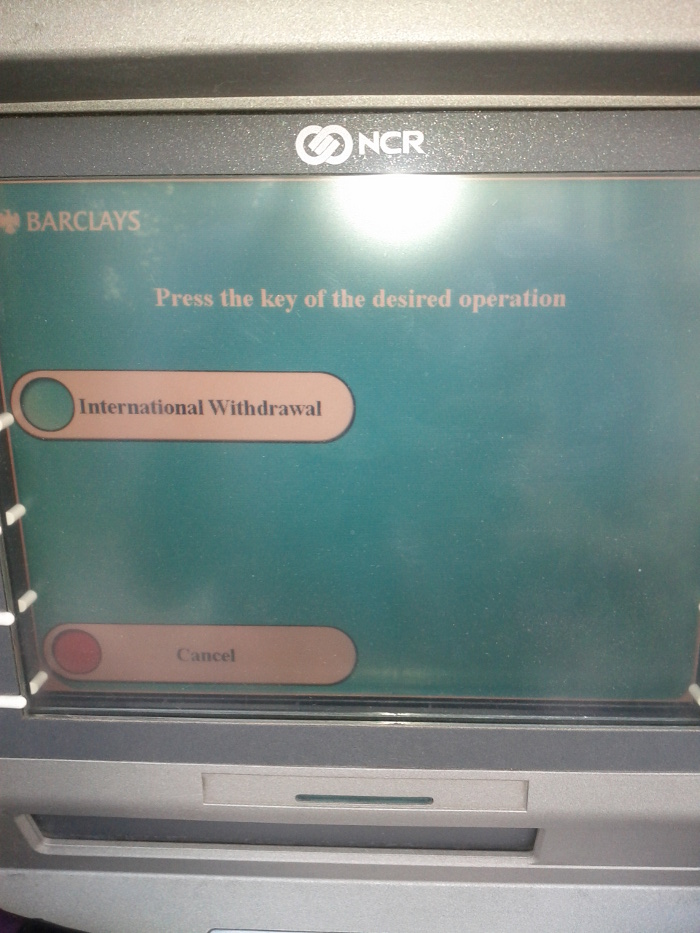 NCR
BARCLAYS
Press the key of the desired operation
International Withdrawal
Cancel